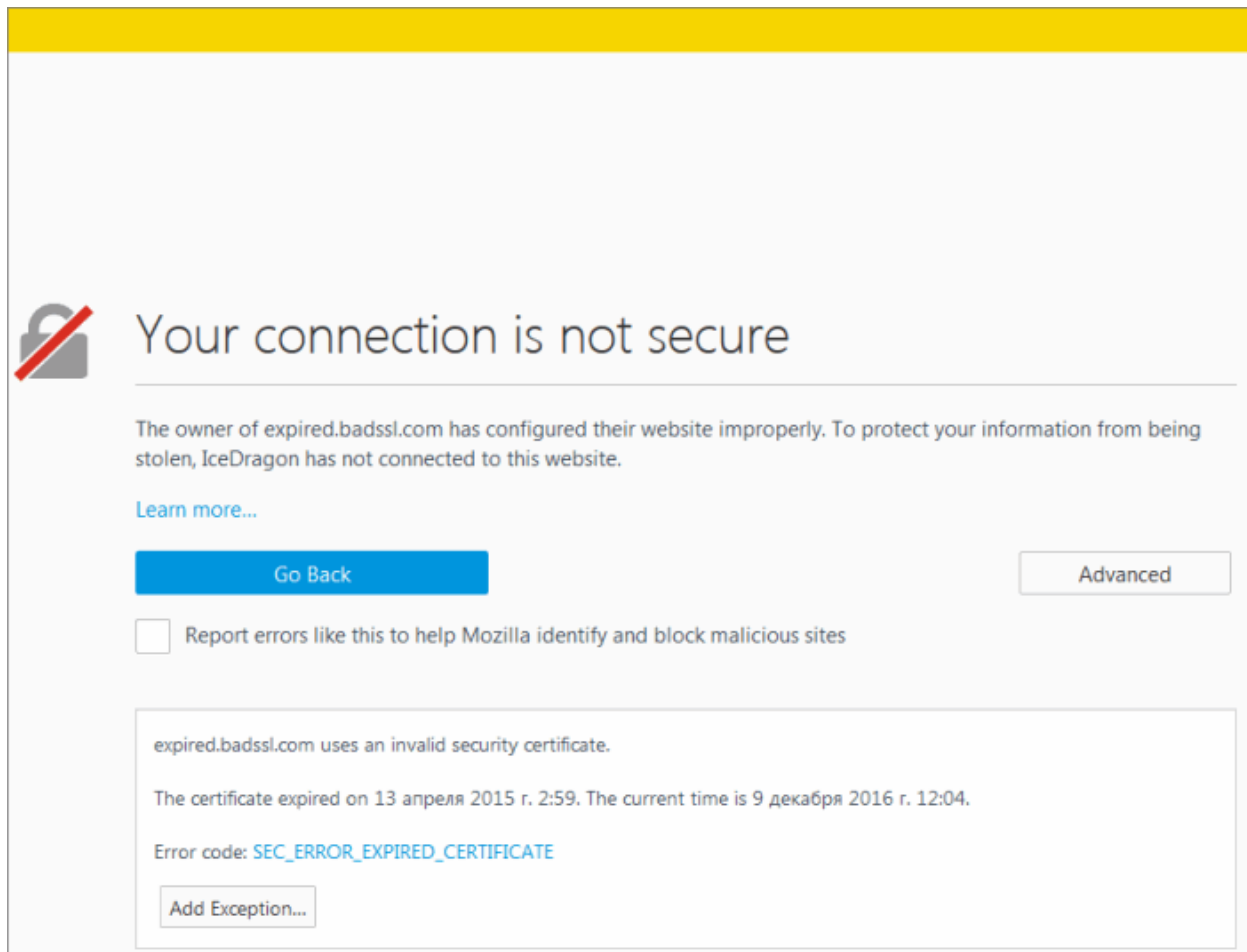 Your connection is not secure
The owner of expired.badssl.com has configured their website improperly. To protect your information from being
stolen, IceDragon has not connected to this website.
Learn more...
Go Back
Advanced
Report errors like this to help Mozilla identify and block malicious sites
expired.badssl.com uses an invalid security certificate.
The certificate expired on 13 апреля 2015 г. 2:59. The current time is 9 декабря 2016 г. 12:04.
Error code: SEC_ERROR_EXPIRED_CERTIFICATE
Add Exception...